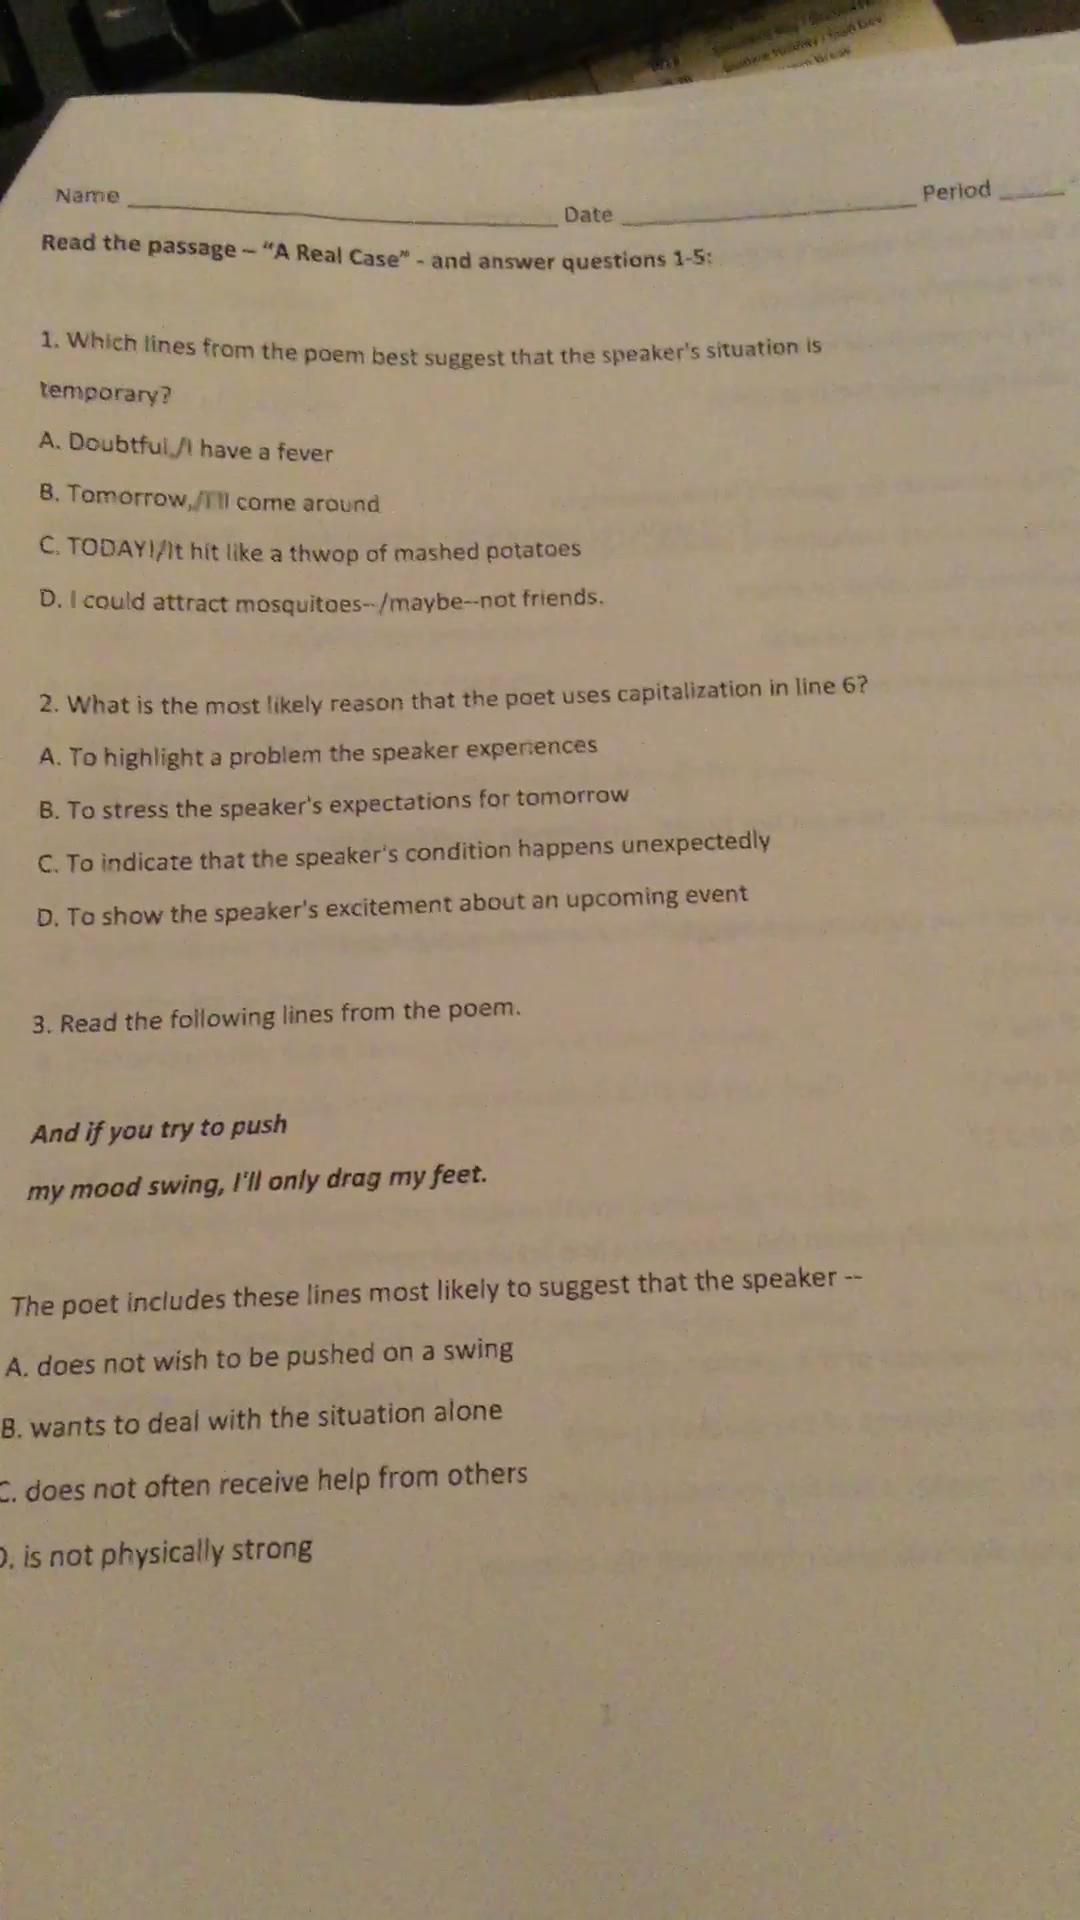 Name Date Period
Read the passage – “A Real Case” - and answer questions 1-5:
1. Which lines from the poem best suggest that the speaker's situation is
temporary?
A. Doubtful,/I have a fever
B. Tomorrow,/I'll come around
C. TODAY!/It hit like a thwop of mashed potatoes
D. I could attract mosquitoes--/maybe--not friends.
2. What is the most likely reason that the poet uses capitalization in line 6?
A. To highlight a problem the speaker experiences
B. To stress the speaker's expectations for tomorrow
C. To indicate that the speaker's condition happens unexpectedly
D. To show the speaker's excitement about an upcoming event
3. Read the following lines from the poem.
And if you try to push
my mood swing, I'll only drag my feet.
The poet includes these lines most likely to suggest that the speaker --
A. does not wish to be pushed on a swing
B. wants to deal with the situation alone
C. does not often receive help from others
D. is not physically strong
1